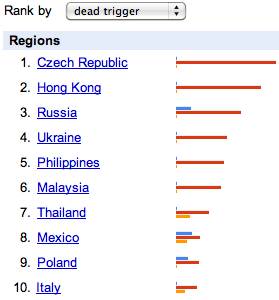 Rank by dead trigger
Regions
1. Czech Republic
2. Hong Kong
3. Russia
4. Ukraine
5. Philippines
6. Malaysia
7. Thailand
8. Mexico
9. Poland
10. Italy